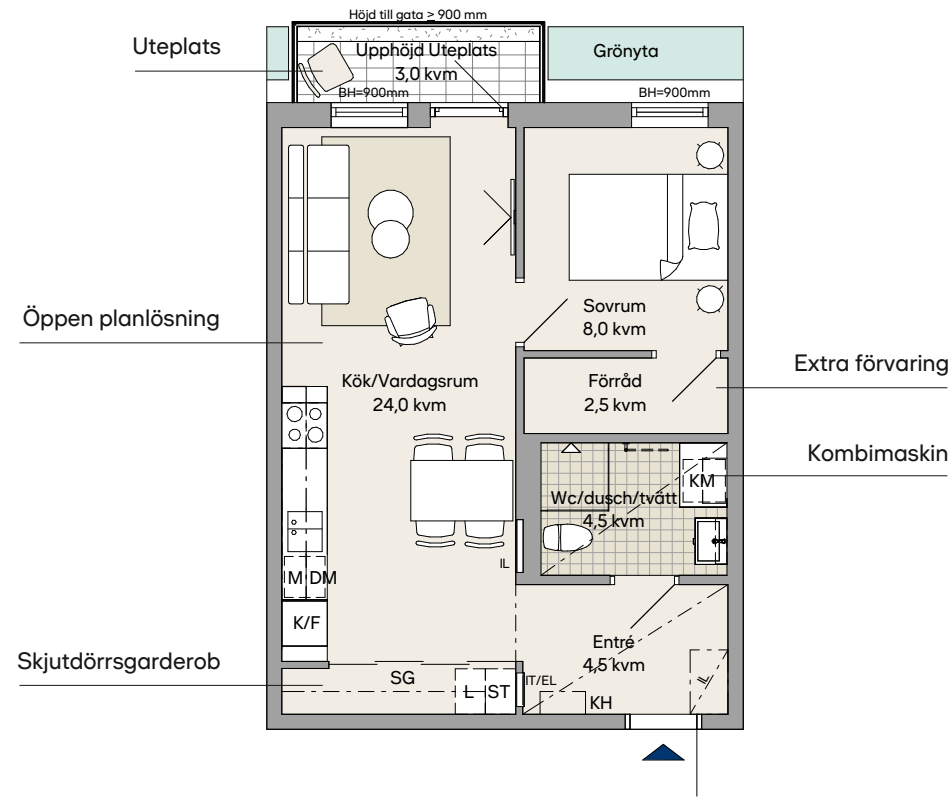 Höjd till gata ≥ 900 mm
Uteplats
Upphöjd Uteplats
3,0 kvm
Grönyta
BH=900mm
BH=900mm
Öppen planlösning
Sovrum
8,0 kvm
Kök/Vardagsrum
24,0 kvm
Förråd
2,5 kvm
Extra förvaring
Kombimaskin
KM
Wc/dusch/tvätt
4,5 kvm
IL
M DM
K/F
Entré
4,5 kvm
Skjutdörrsgarderob
SG
L ST
IT/EL
KH
IL